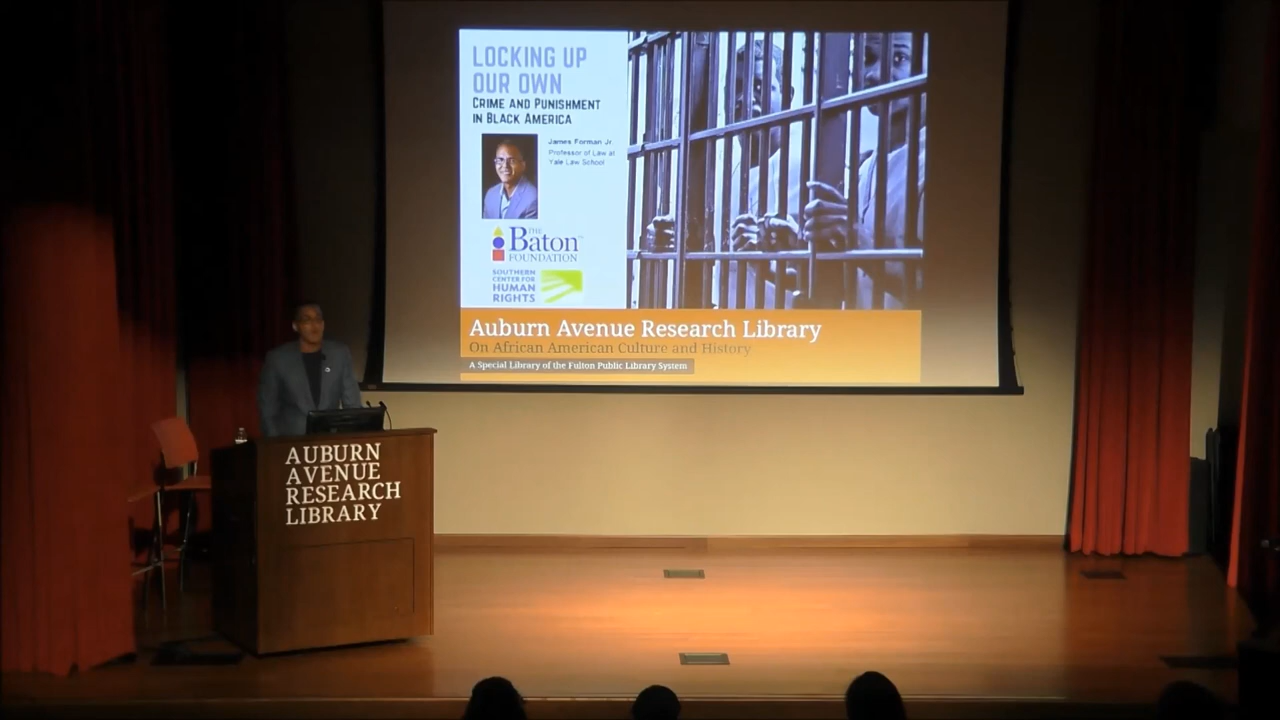 LOCKING UP
OUR OWN
CRIME AND PUNISHMENT
IN BLACK AMERICA
James Forman Jr.
Professor of Law at
Yale Law School
THE
Baton
FOUNDATION
SOUTHERN
CENTER FOR
HUMAN
RIGHTS
Auburn Avenue Research Library
On African American Culture and History
A Special Library of the Fulton Public Library System
AUBURN
AVENUE
RESEARCH
LIBRARY